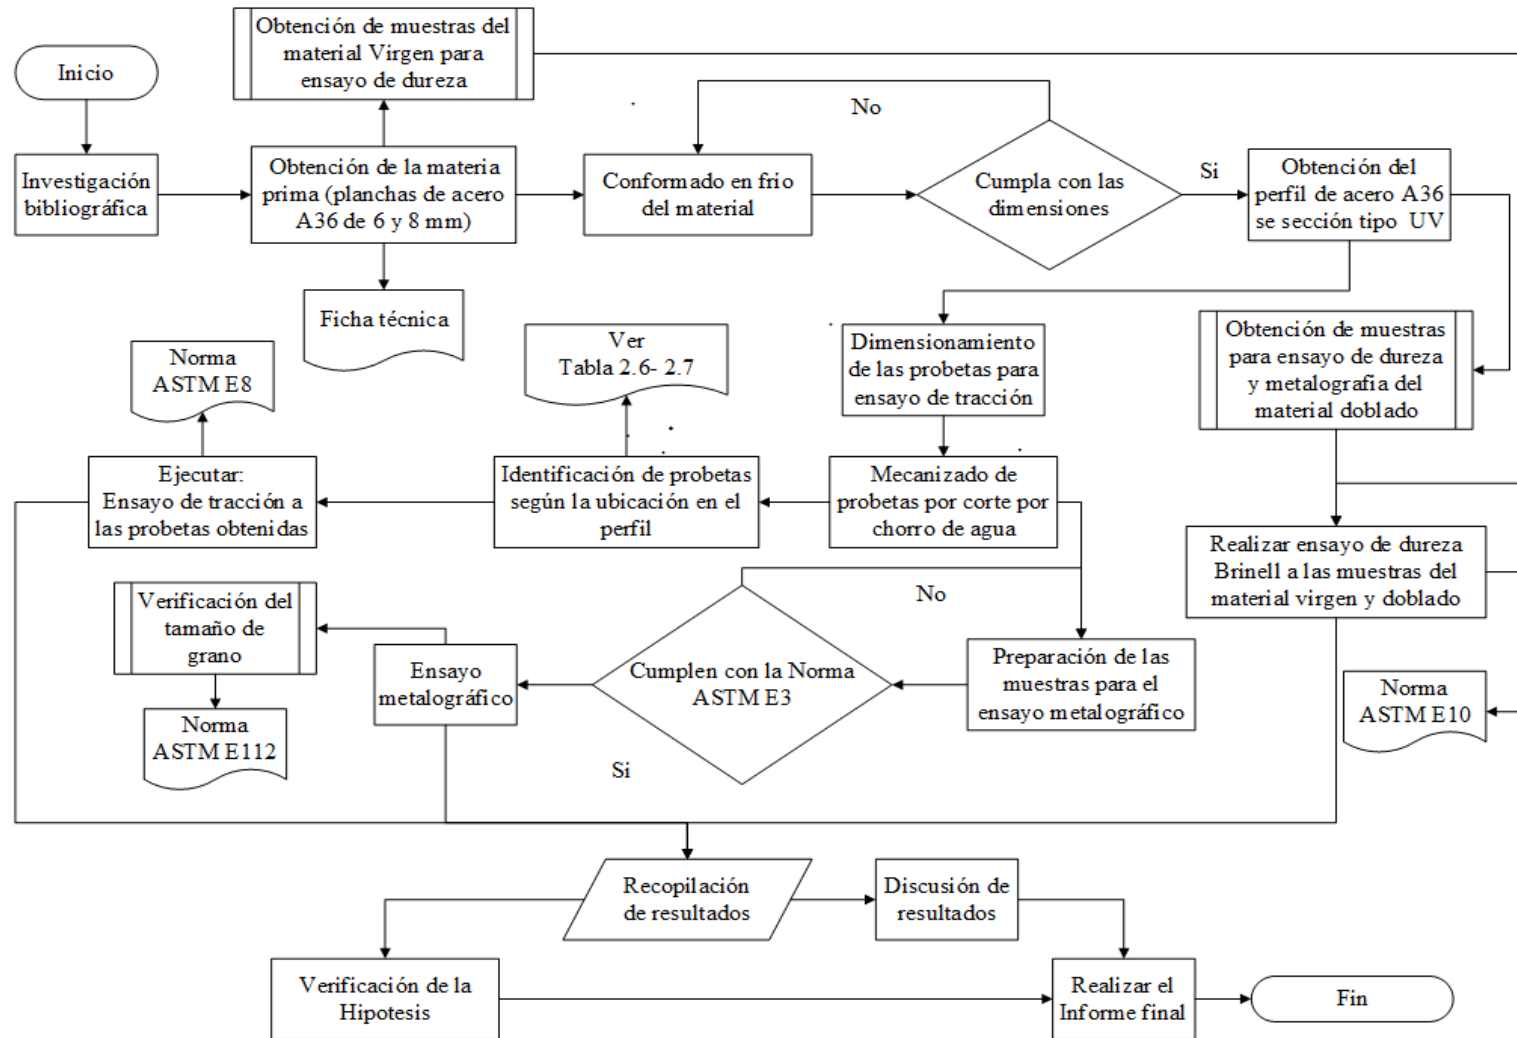 Inicio
Obtención de muestras del
material Virgen para
ensayo de dureza
Investigación
bibliográfica
Obtención de la materia
prima (planchas de acero
A36 de 6 y 8 mm)
Conformado en frio
del material
No
Cumpla con las
dimensiones
Si
Obtención del
perfil de acero A36
se sección tipo UV
Ficha técnica
Norma
ASTM E8
Ver
Tabla 2.6- 2.7
Dimensionamiento
de las probetas para
ensayo de tracción
Obtención de muestras
para ensayo de dureza
y metalografia del
material doblado
Ejecutar:
Ensayo de tracción a
las probetas obtenidas
Identificación de probetas
según la ubicación en el
perfil
Mecanizado de
probetas por corte por
chorro de agua
Realizar ensayo de dureza
Brinell a las muestras del
material virgen y doblado
Verificación del
tamaño de
grano
Norma
ASTM E112
Ensayo
metalográfico
No
Cumplen con la Norma
ASTM E3
Si
Preparación de las
muestras para el
ensayo metalográfico
Norma
ASTM E10
Recopilación
de resultados
Discusión de
resultados
Verificación de la
Hipotesis
Realizar el
Informe final
Fin